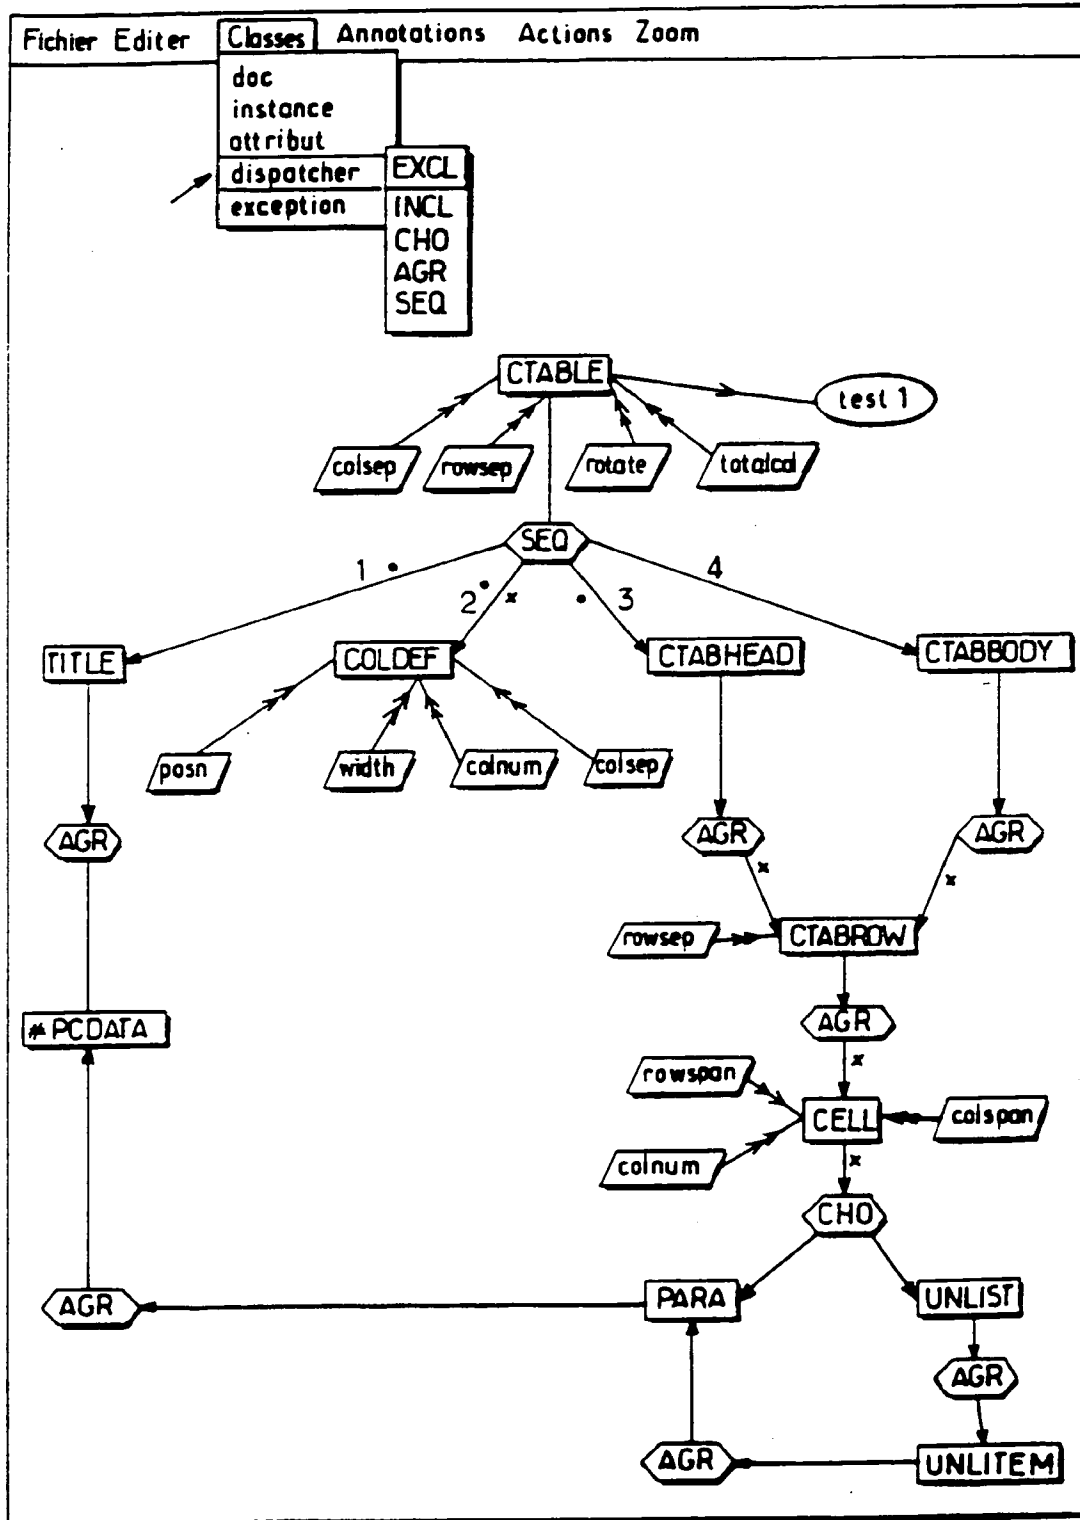 Fichier Editer Classes Annotations Actions Zoom
doc
instance
attribut
dispatcher
exception
EXCL
INCL
CHO
AGR
SEQ
CTABLE
test 1
colsep rowsep rotate totalcol
SEQ
1 • 2 • x • 3 4
TITLE COLDEF CTABHEAD CTABBODY
posn width colnum colsep
AGR AGR AGR
x x
rowsep CTABROW
# PCDATA AGR
x
rowspan
CELL colspan
colnum
x
CHO
AGR PARA UNLIST
AGR
AGR UNLITEM